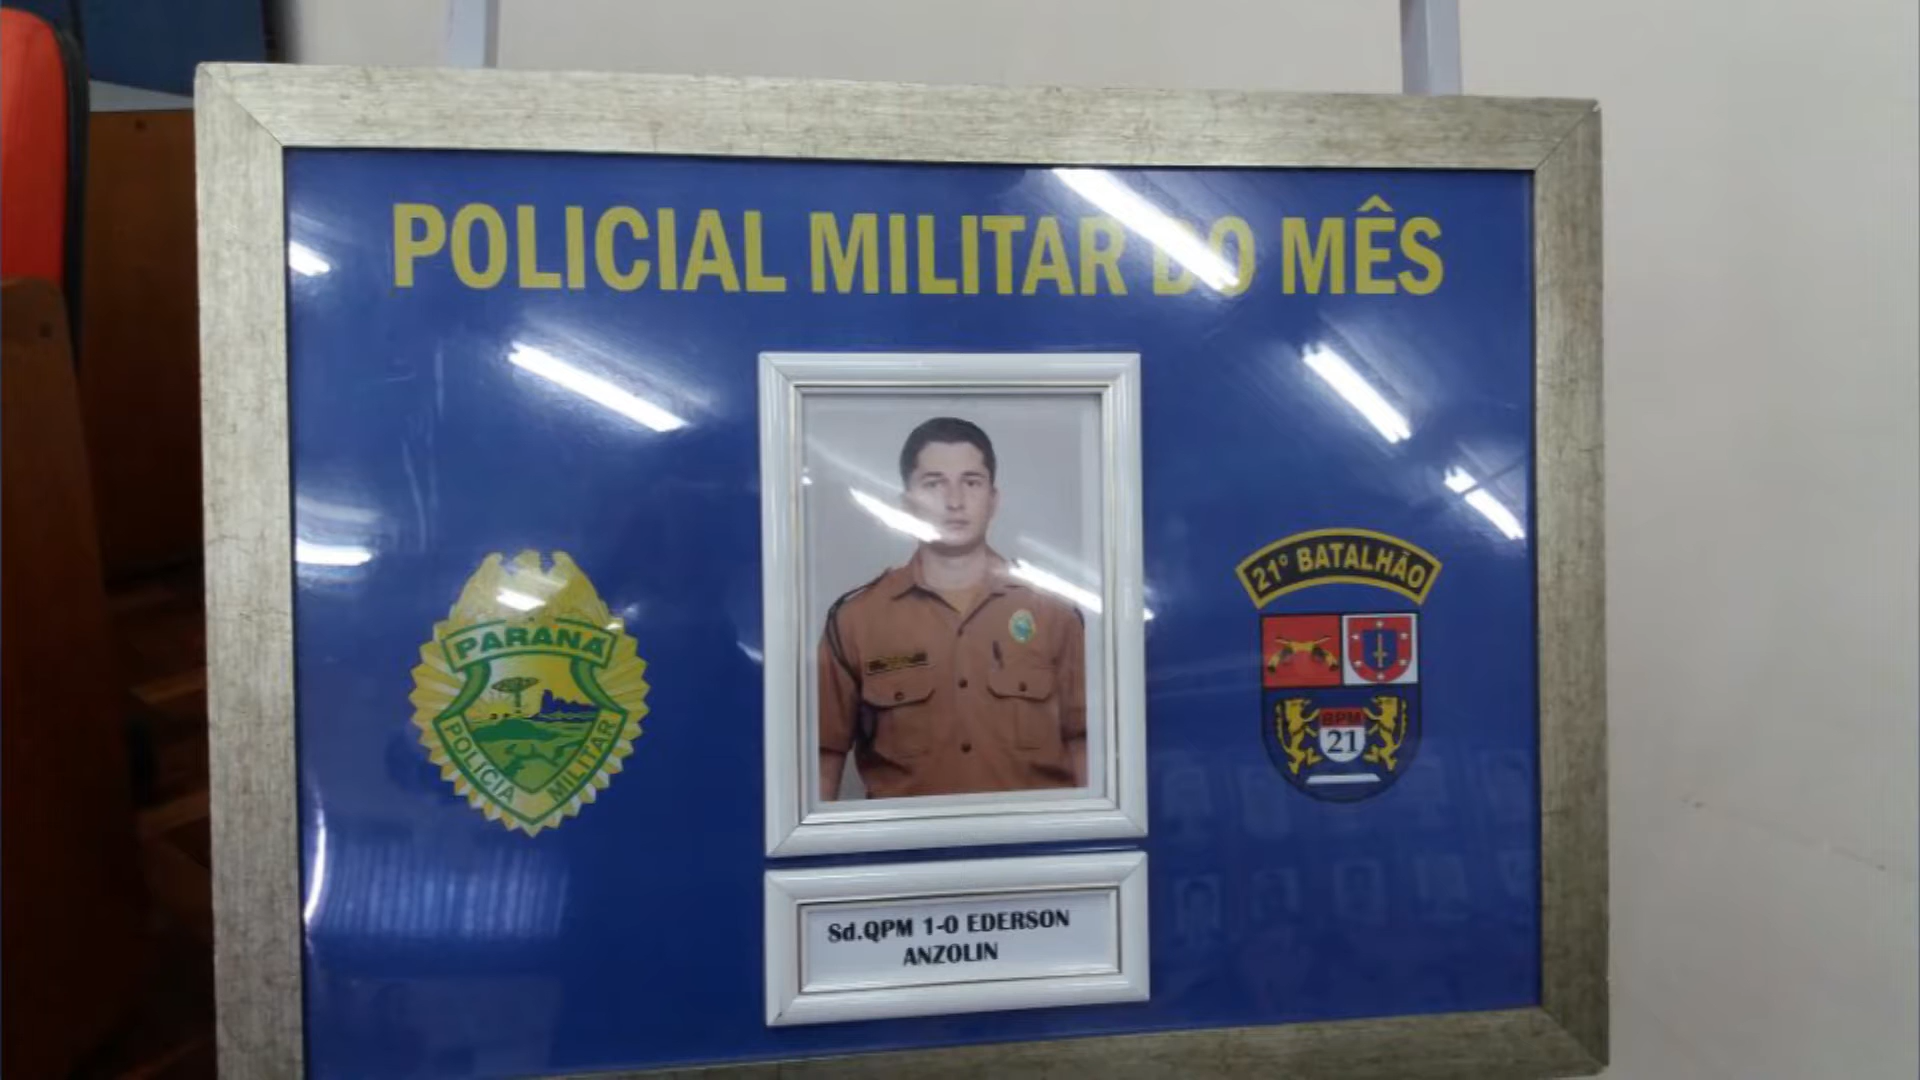 POLICIAL MILITAR DO MÊS
PARANÁ
POLÍCIA MILITAR
21º BATALHÃO
BPM
21
Sd.QPM 1-0 EDERSON
ANZOLIN